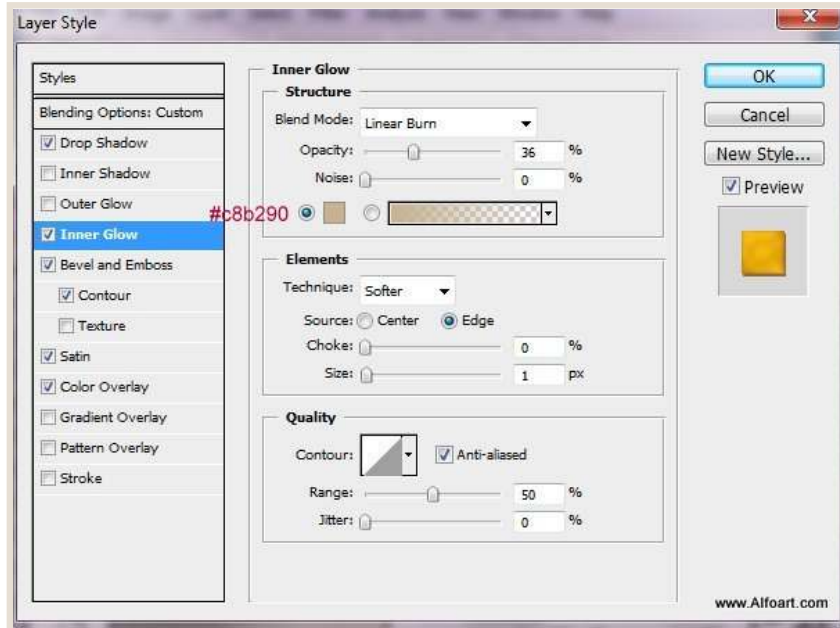 Layer Style
Styles
Blending Options: Custom
Drop Shadow
Inner Shadow
Outer Glow
Inner Glow
Bevel and Emboss
Contour
Texture
Satin
Color Overlay
Gradient Overlay
Pattern Overlay
Stroke
Inner Glow
Structure
Blend Mode: Linear Burn
Opacity: 36 %
Noise: 0 %
#c8b290
Elements
Technique: Softer
Source: Center Edge
Choke: 0 %
Size: 1 px
Quality
Contour: Anti-aliased
Range: 50 %
Jitter: 0 %
OK
Cancel
New Style...
Preview
www.Alfoart.com